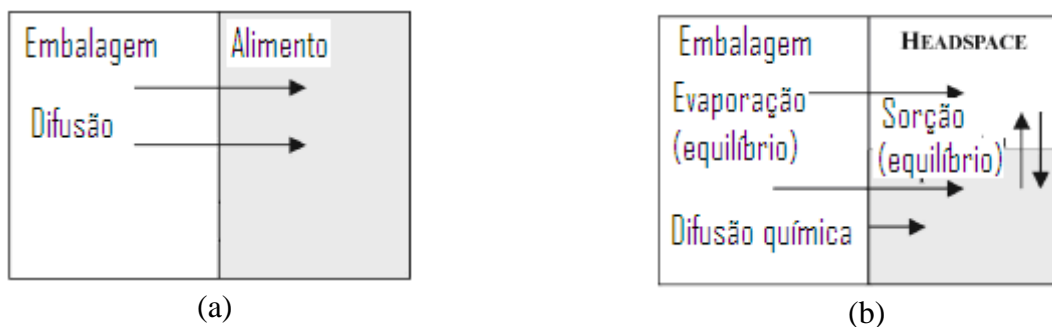 Embalagem
Alimento
Difusão
(a)
Embalagem
HEADSPACE
Evaporação
(equilíbrio)
Sorção
(equilíbrio)
Difusão química
(b)